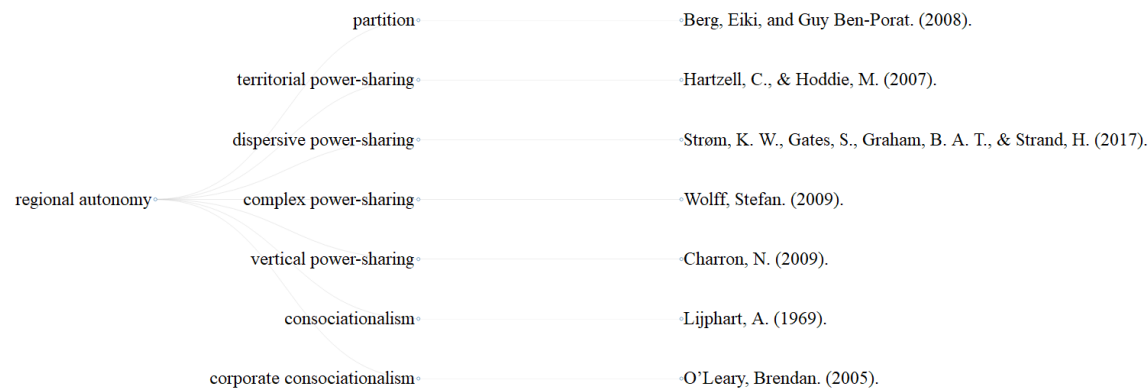 partition
Berg, Eiki, and Guy Ben-Porat. (2008).
territorial power-sharing
Hartzell, C., & Hoddie, M. (2007).
dispersive power-sharing
Strøm, K. W., Gates, S., Graham, B. A. T., & Strand, H. (2017).
regional autonomy
complex power-sharing
Wolff, Stefan. (2009).
vertical power-sharing
Charron, N. (2009).
consociationalism
Lijphart, A. (1969).
corporate consociationalism
O’Leary, Brendan. (2005).